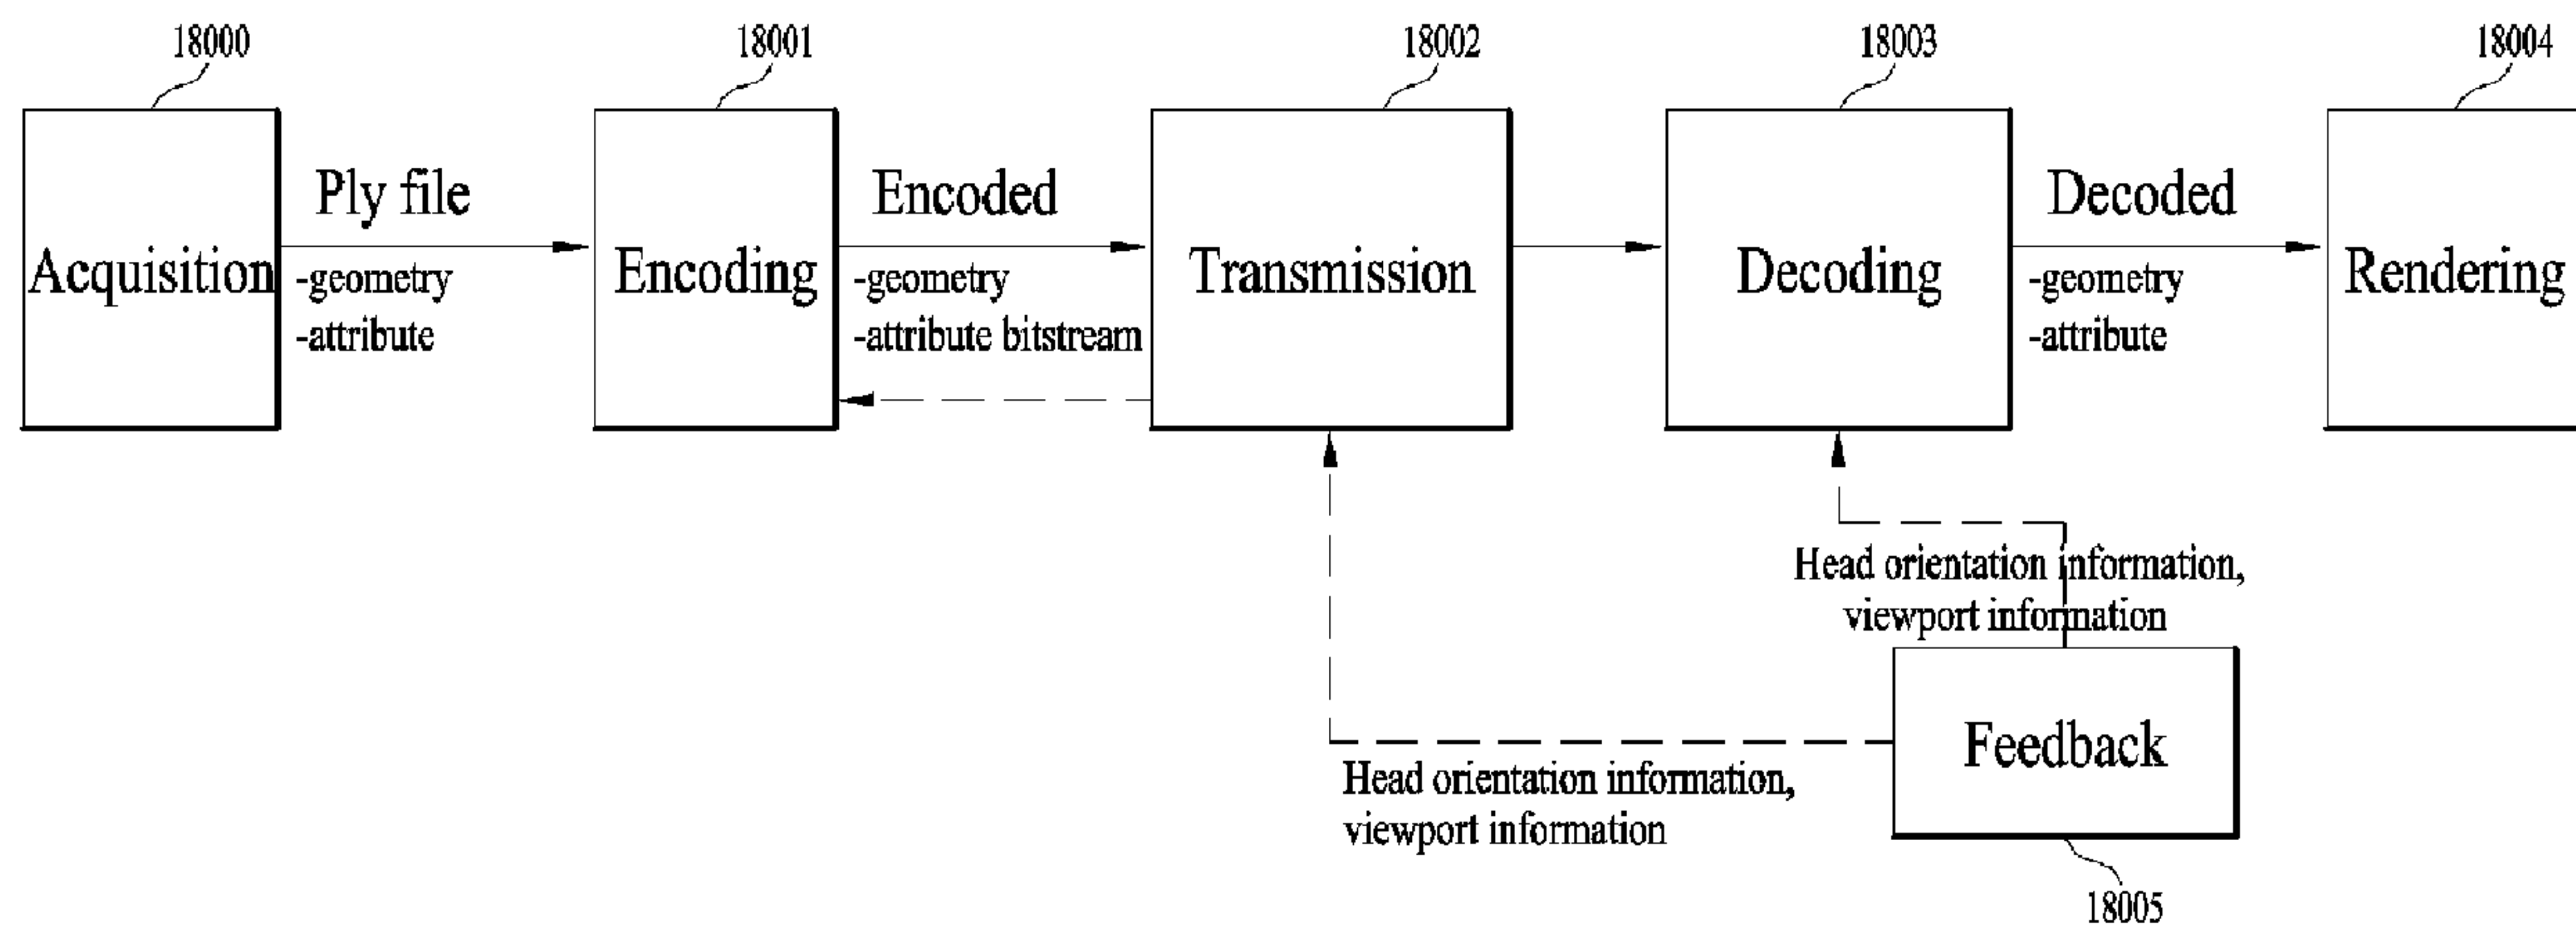 18000
18001
18002
18003
18004
Acquisition
Ply file
-geometry
-attribute
Encoding
Encoded
-geometry
-attribute bitstream
Transmission
Decoding
Decoded
-geometry
-attribute
Rendering
Head orientation information,
viewport information
Head orientation information,
viewport information
Feedback
18005